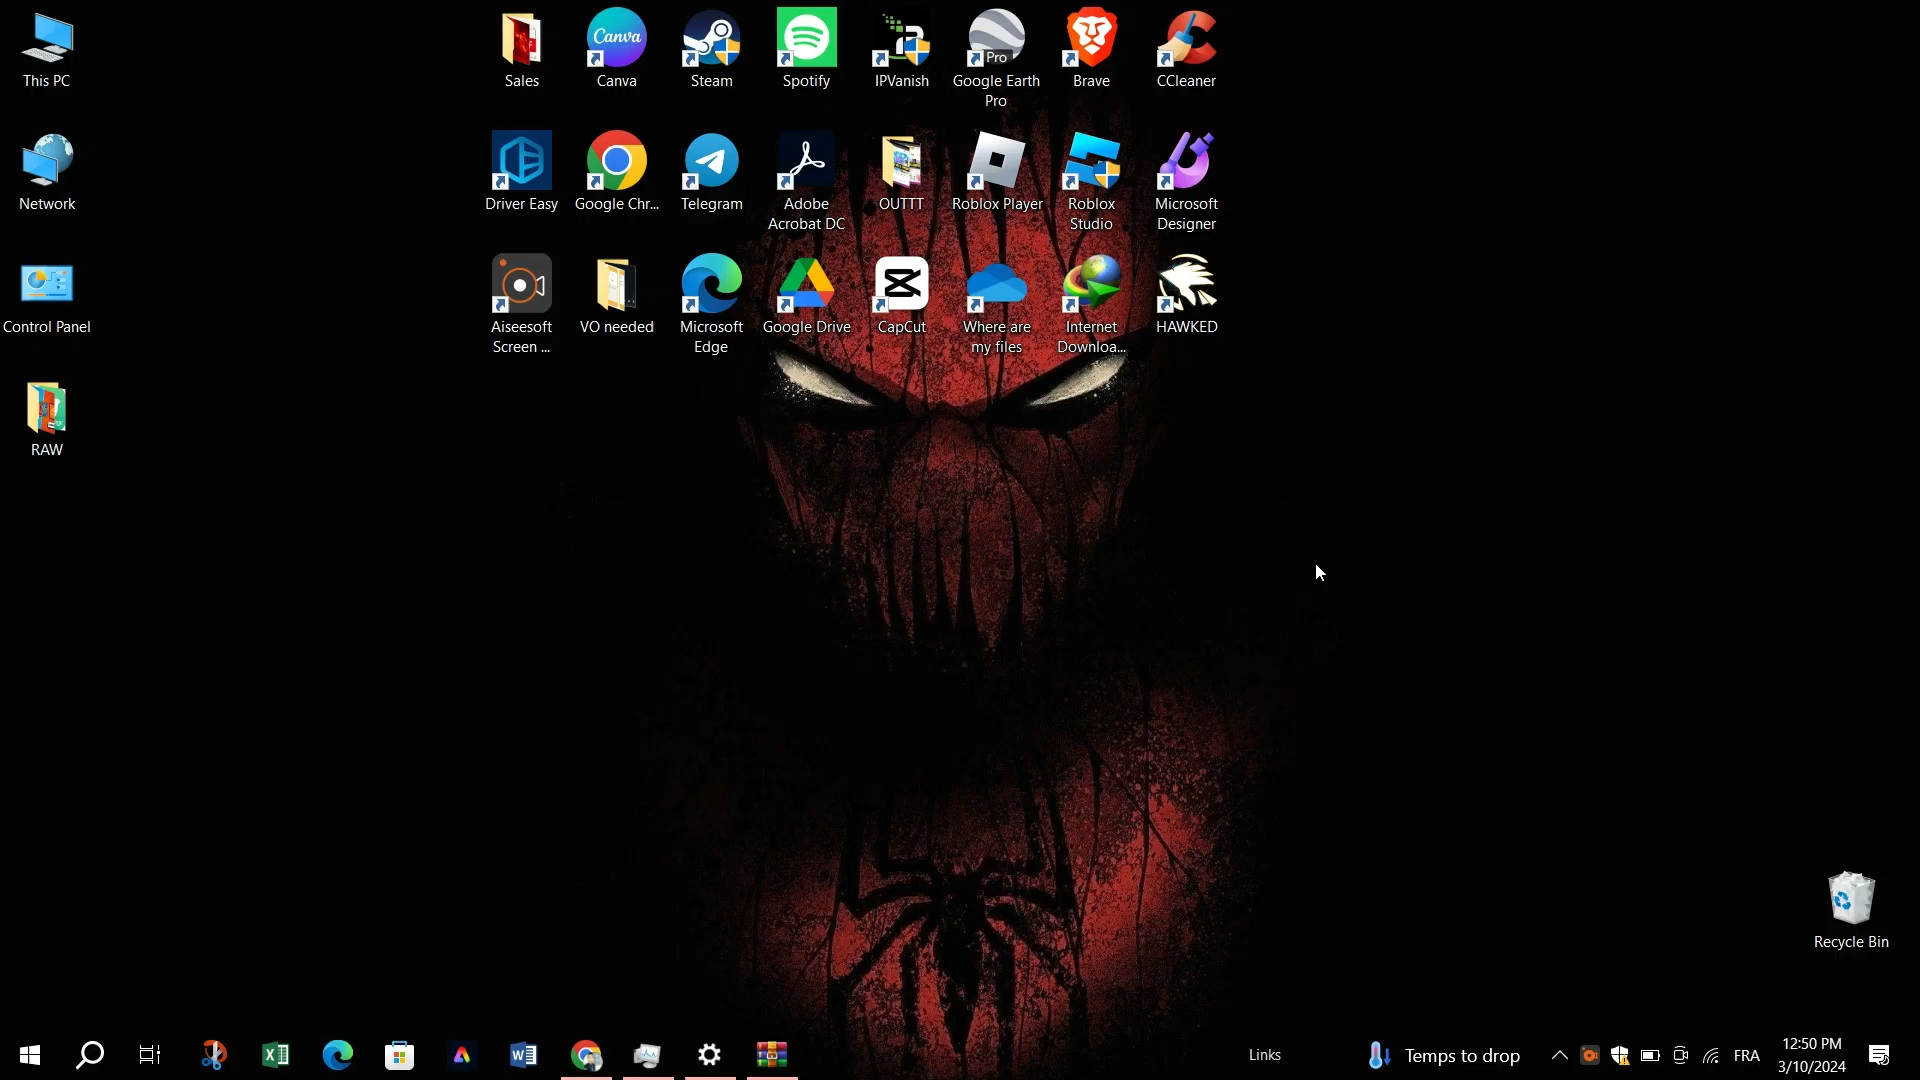 This PC
Network
Control Panel
RAW
Sales
Canva
Canva
Steam
Spotify
IPVanish
Pro
Google Earth
Pro
Brave
CCleaner
Driver Easy
Google Chr...
Telegram
Adobe
Acrobat DC
OUTTT
Roblox Player
Roblox
Studio
Microsoft
Designer
Aiseesoft
Screen ...
VO needed
Microsoft
Edge
Google Drive
CapCut
Where are
my files
Internet
Downloa...
HAWKED
Recycle Bin
Links
Temps to drop
FRA
12:50 PM
3/10/2024